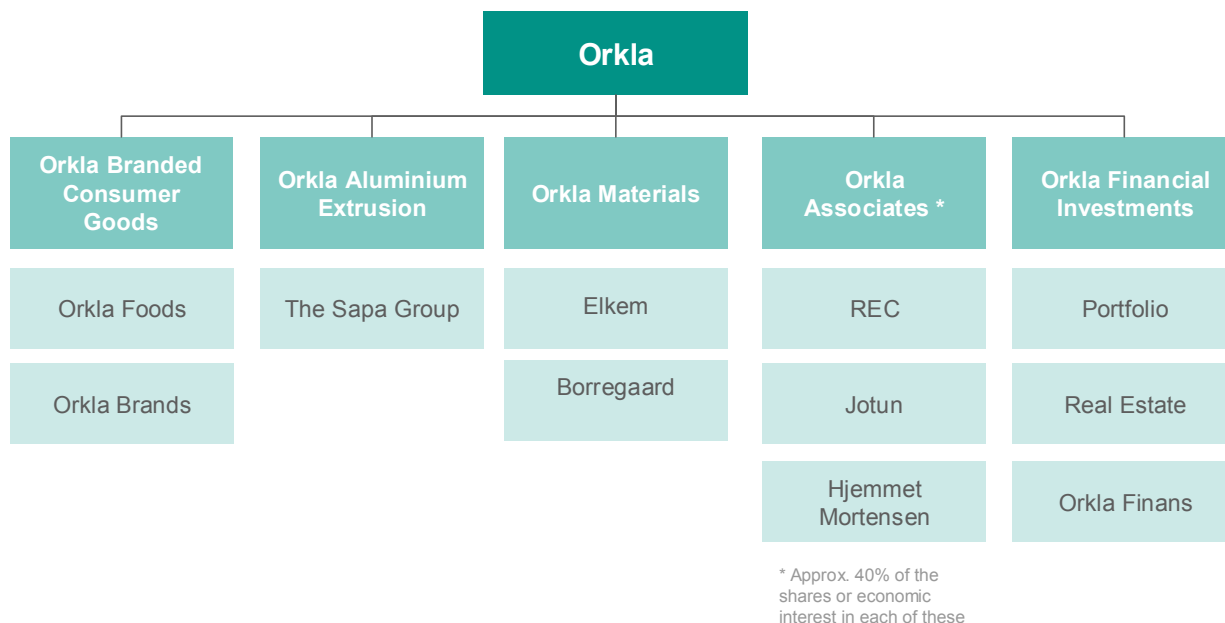 Orkla
Orkla Branded
Consumer
Goods
Orkla Aluminium
Extrusion
Orkla Materials
Orkla
Associates *
Orkla Financial
Investments
Orkla Foods
The Sapa Group
Elkem
REC
Portfolio
Orkla Brands
Borregaard
Jotun
Real Estate
Hjemmet
Mortensen
Orkla Finans
* Approx. 40% of the
shares or economic
interest in each of these